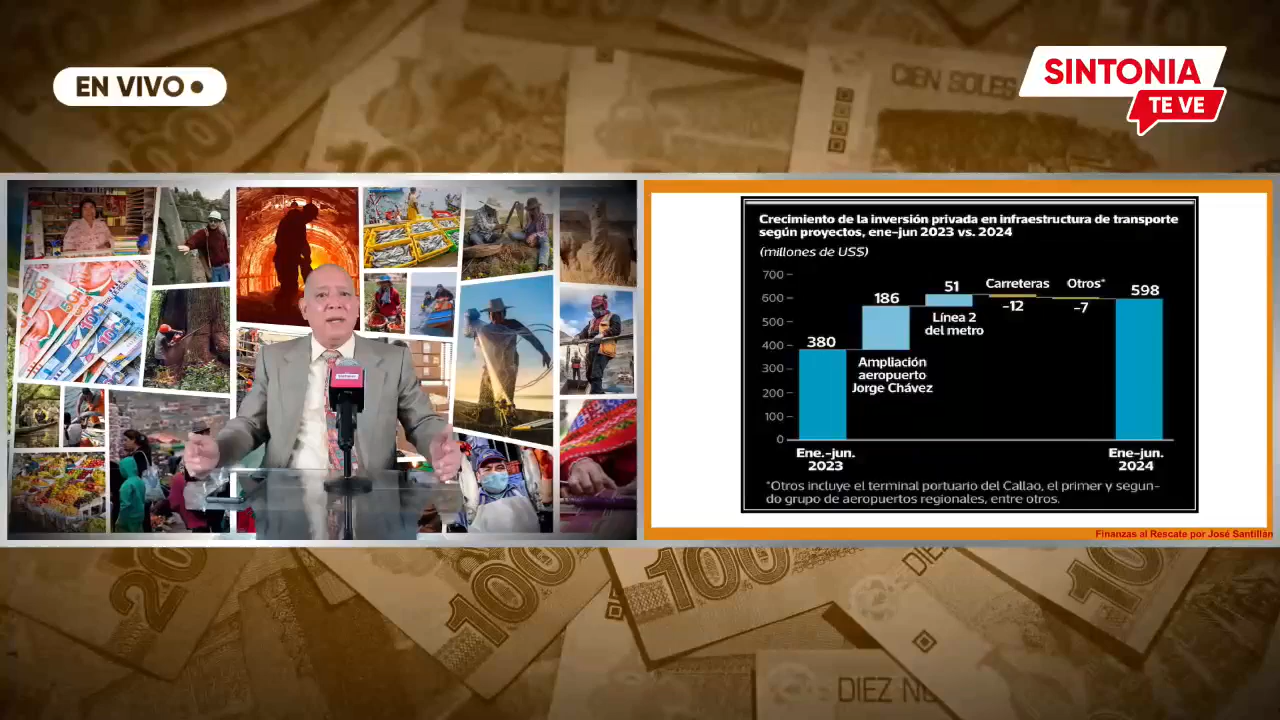 EN VIVO
SINTONIA
TE VE
CIEN SOLES
Crecimiento de la inversión privada en infraestructura de transporte
según proyectos, ene-jun 2023 vs. 2024
(millones de US$)
700
600
500
400
300
200
100
0
380
186
51
Carreteras
Otros*
598
−12
−7
Línea 2
del metro
Ampliación
aeropuerto
Jorge Chávez
Ene.-jun.
2023
Ene-jun.
2024
*Otros incluye el terminal portuario del Callao, el primer y segun-
do grupo de aeropuertos regionales, entre otros.
Finanzas al Rescate por José Santillán
100
100
100
DIEZ NU